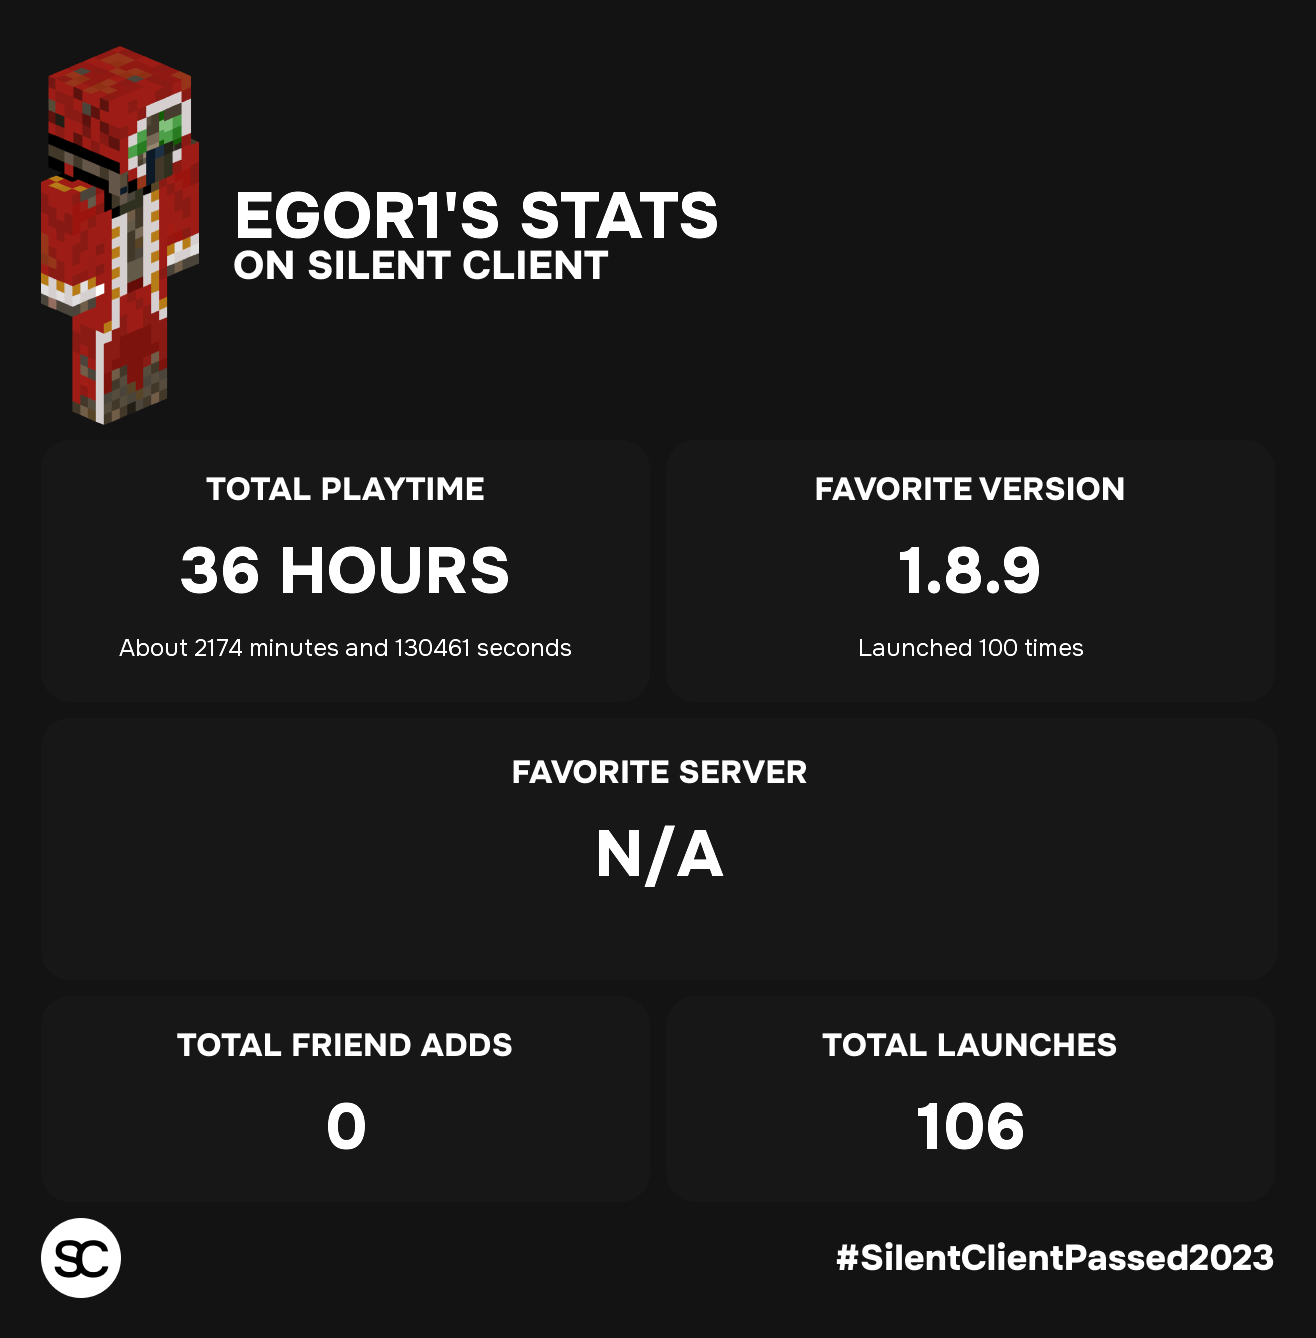 EGOR1'S STATS
ON SILENT CLIENT
TOTAL PLAYTIME
36 HOURS
About 2174 minutes and 130461 seconds
FAVORITE VERSION
1.8.9
Launched 100 times
FAVORITE SERVER
N/A
TOTAL FRIEND ADDS
0
TOTAL LAUNCHES
106
SC
#SilentClientPassed2023